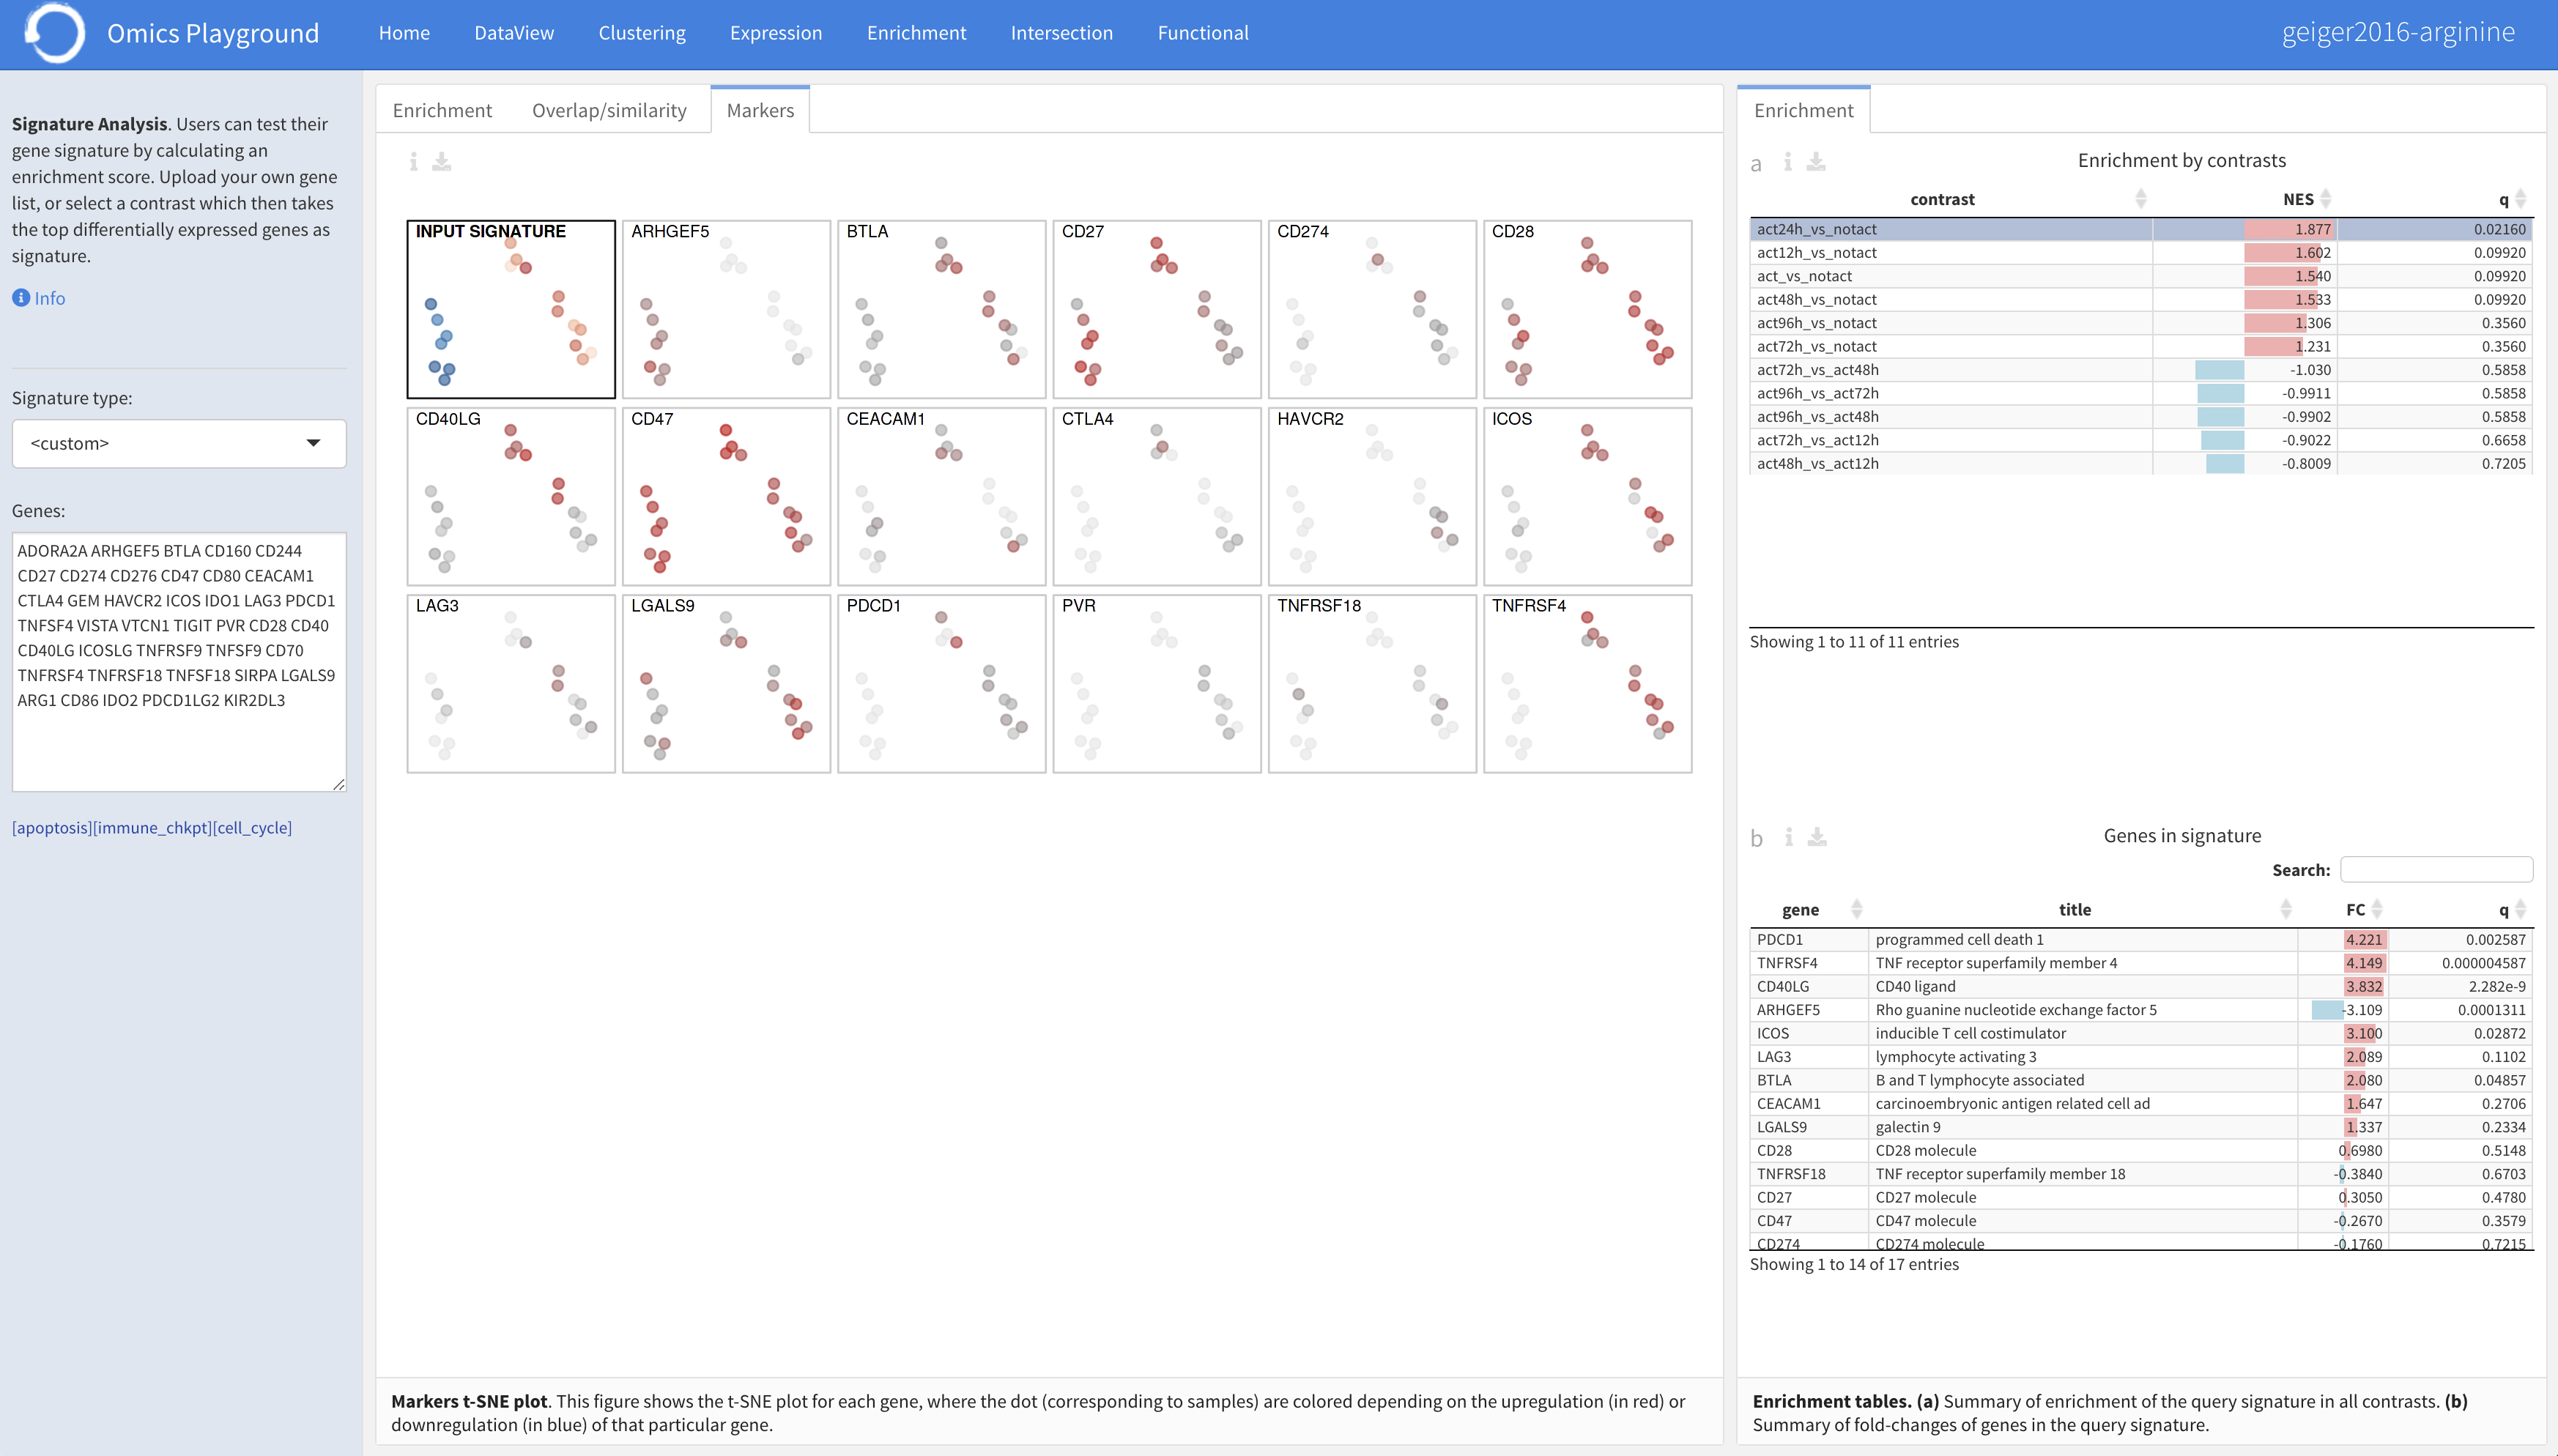 Omics Playground
Home DataView Clustering Expression Enrichment Intersection Functional
geiger2016-arginine
Signature Analysis. Users can test their
gene signature by calculating an
enrichment score. Upload your own gene
list, or select a contrast which then takes
the top differentially expressed genes as
signature.
Info
Signature type:
<custom>
Genes:
ADORA2A ARHGEF5 BTLA CD160 CD244
CD27 CD274 CD276 CD47 CD80 CEACAM1
CTLA4 GEM HAVCR2 ICOS IDO1 LAG3 PDCD1
TNFSF4 VISTA VTCN1 TIGIT PVR CD28 CD40
CD40LG ICOSLG TNFRSF9 TNFSF9 CD70
TNFRSF4 TNFRSF18 TNFSF18 SIRPA LGALS9
ARG1 CD86 IDO2 PDCD1LG2 KIR2DL3
[apoptosis][immune_chkpt][cell_cycle]
Enrichment Overlap/similarity Markers
INPUT SIGNATURE ARHGEF5 BTLA CD27 CD274 CD28
CD40LG CD47 CEACAM1 CTLA4 HAVCR2 ICOS
LAG3 LGALS9 PDCD1 PVR TNFRSF18 TNFRSF4
Markers t-SNE plot. This figure shows the t-SNE plot for each gene, where the dot (corresponding to samples) are colored depending on the upregulation (in red) or
downregulation (in blue) of that particular gene.
Enrichment
a Enrichment by contrasts
contrast NES q
act24h_vs_notact 1.877 0.02160
act12h_vs_notact 1.602 0.09920
act_vs_notact 1.540 0.09920
act48h_vs_notact 1.533 0.09920
act96h_vs_notact 1.306 0.3560
act72h_vs_notact 1.231 0.3560
act72h_vs_act48h -1.030 0.5858
act96h_vs_act72h -0.9911 0.5858
act96h_vs_act48h -0.9902 0.5858
act72h_vs_act12h -0.9022 0.6658
act48h_vs_act12h -0.8009 0.7205
Showing 1 to 11 of 11 entries
b Genes in signature
Search:
gene title FC q
PDCD1 programmed cell death 1 4.221 0.002587
TNFRSF4 TNF receptor superfamily member 4 4.149 0.000004587
CD40LG CD40 ligand 3.832 2.282e-9
ARHGEF5 Rho guanine nucleotide exchange factor 5 -3.109 0.0001311
ICOS inducible T cell costimulator 3.100 0.02872
LAG3 lymphocyte activating 3 2.089 0.1102
BTLA B and T lymphocyte associated 2.080 0.04857
CEACAM1 carcinoembryonic antigen related cell ad 1.647 0.2706
LGALS9 galectin 9 1.337 0.2334
CD28 CD28 molecule 0.6980 0.5148
TNFRSF18 TNF receptor superfamily member 18 -0.3840 0.6703
CD27 CD27 molecule 0.3050 0.4780
CD47 CD47 molecule -0.2670 0.3579
CD274 CD274 molecule -0.1760 0.7215
Showing 1 to 14 of 17 entries
Enrichment tables. (a) Summary of enrichment of the query signature in all contrasts. (b)
Summary of fold-changes of genes in the query signature.